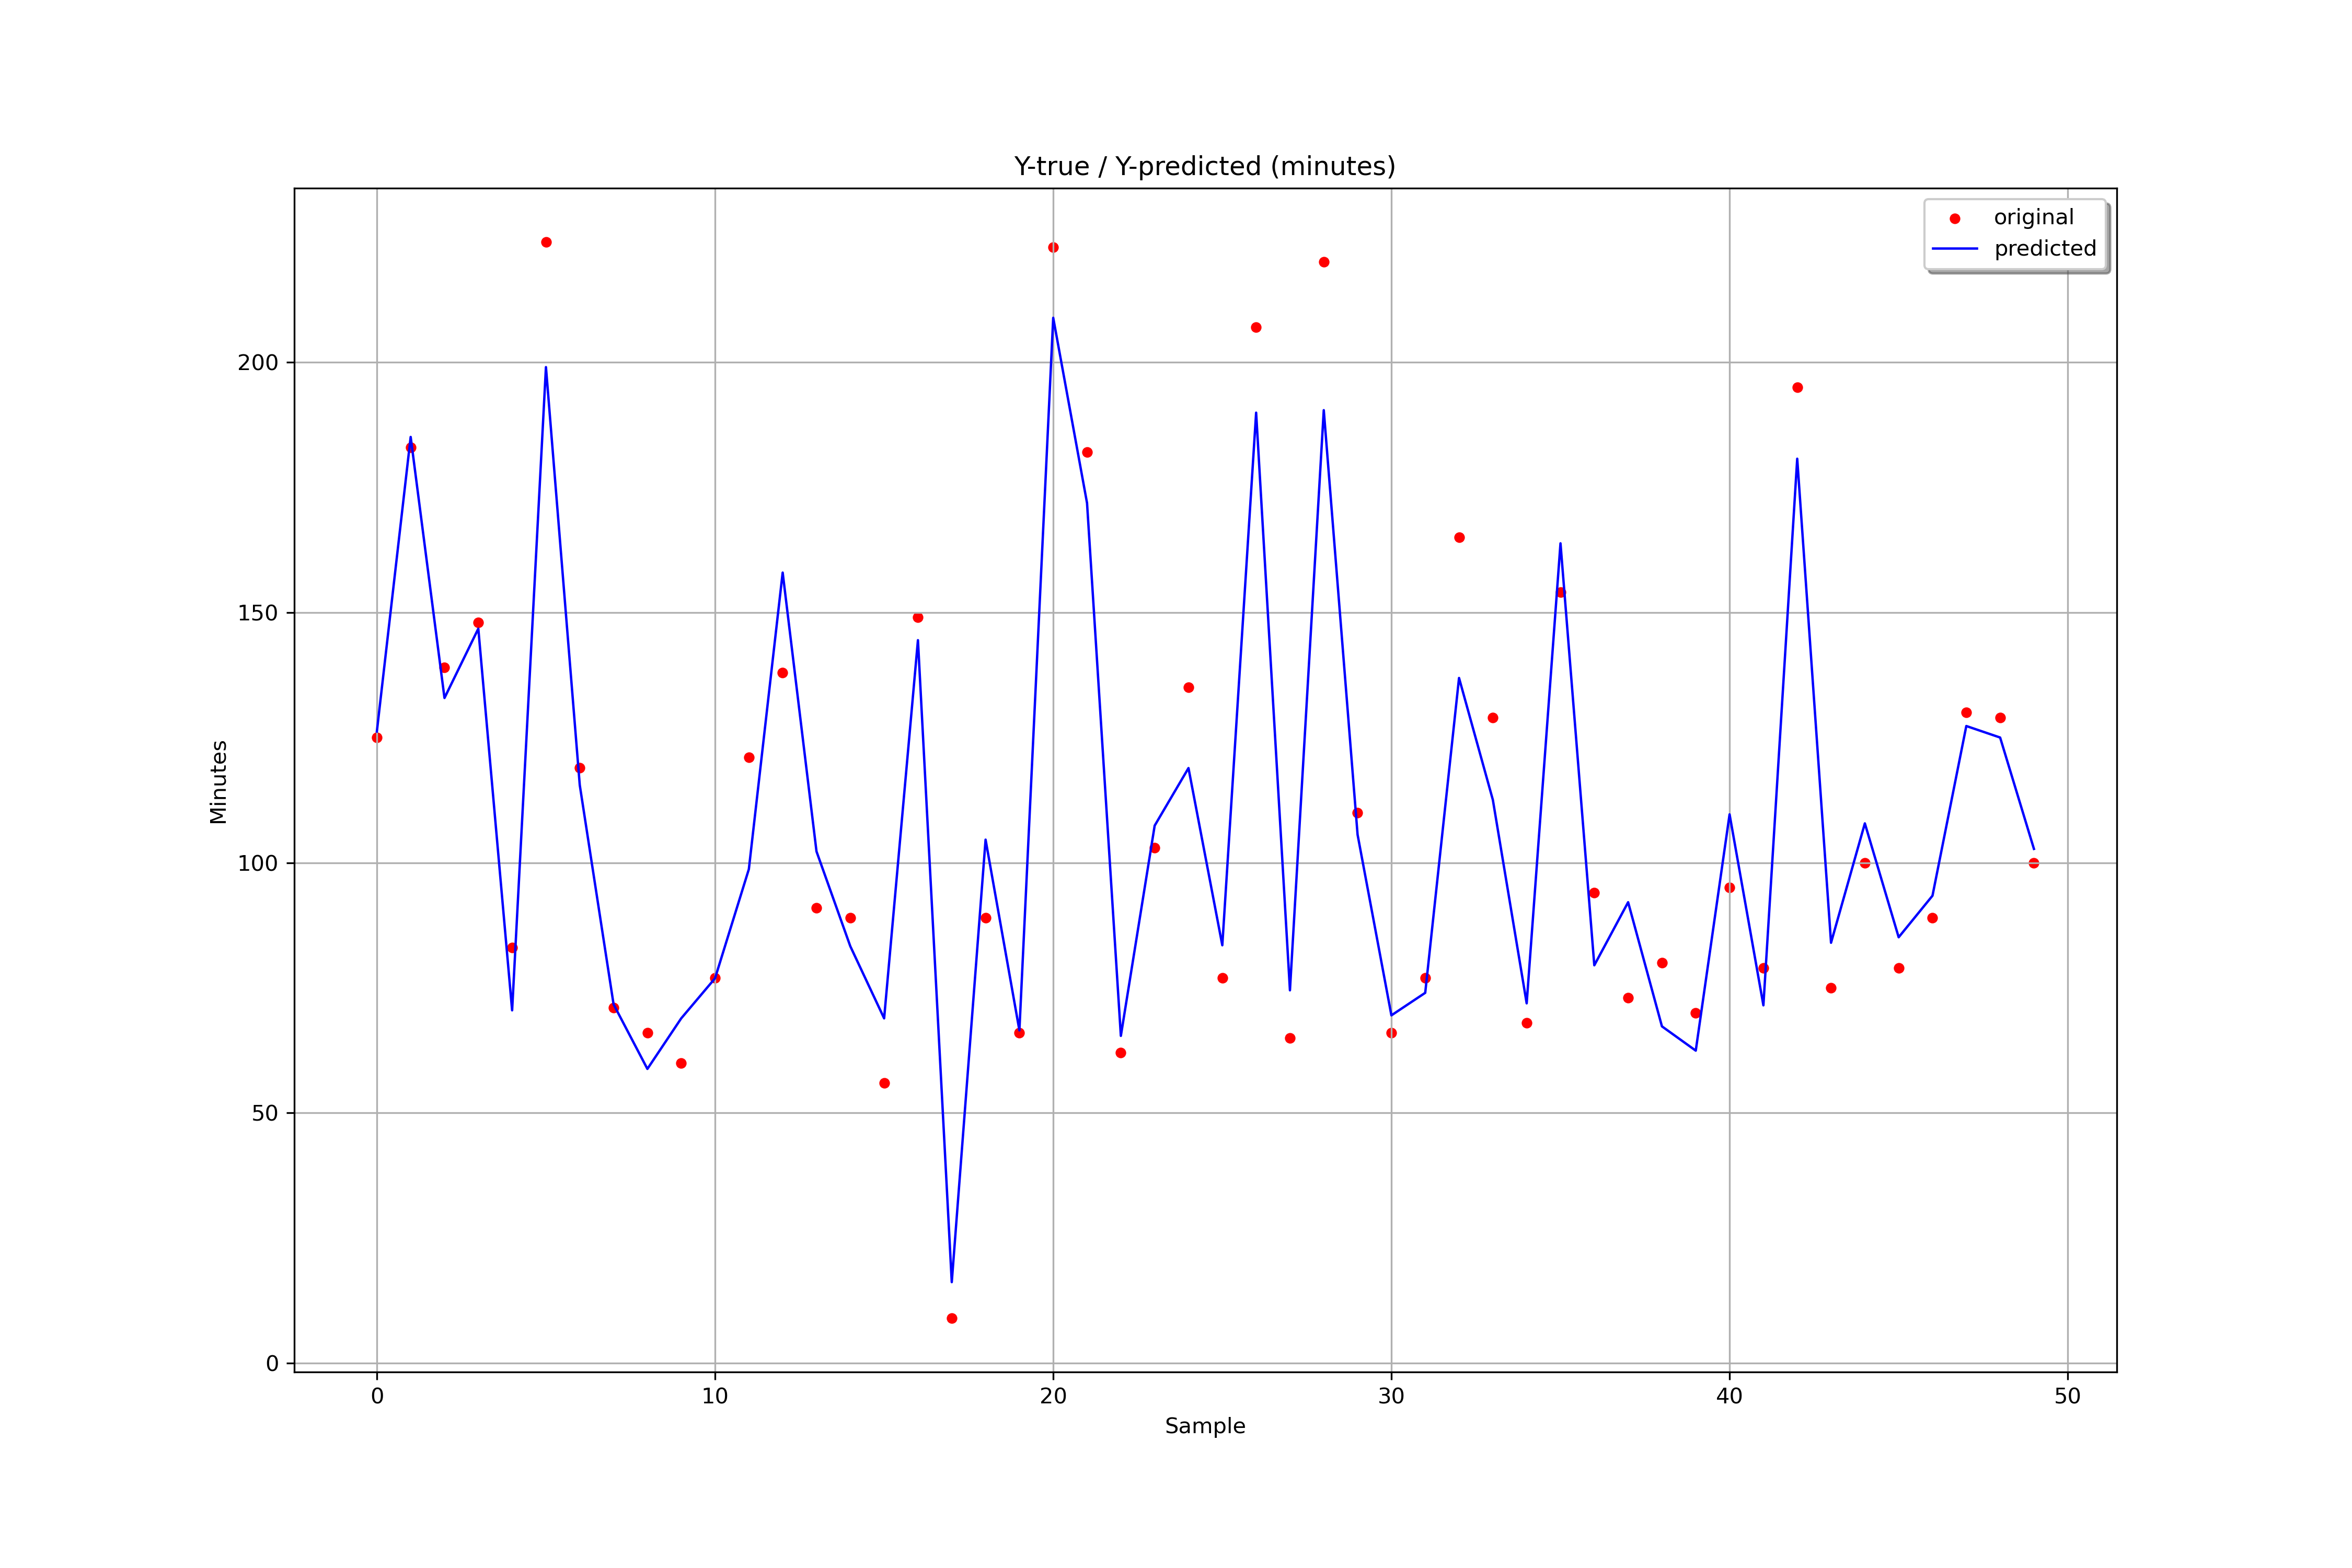 Y-true / Y-predicted (minutes)
original
predicted
200
150
100
50
0
Minutes
0 10 20 30 40 50
Sample